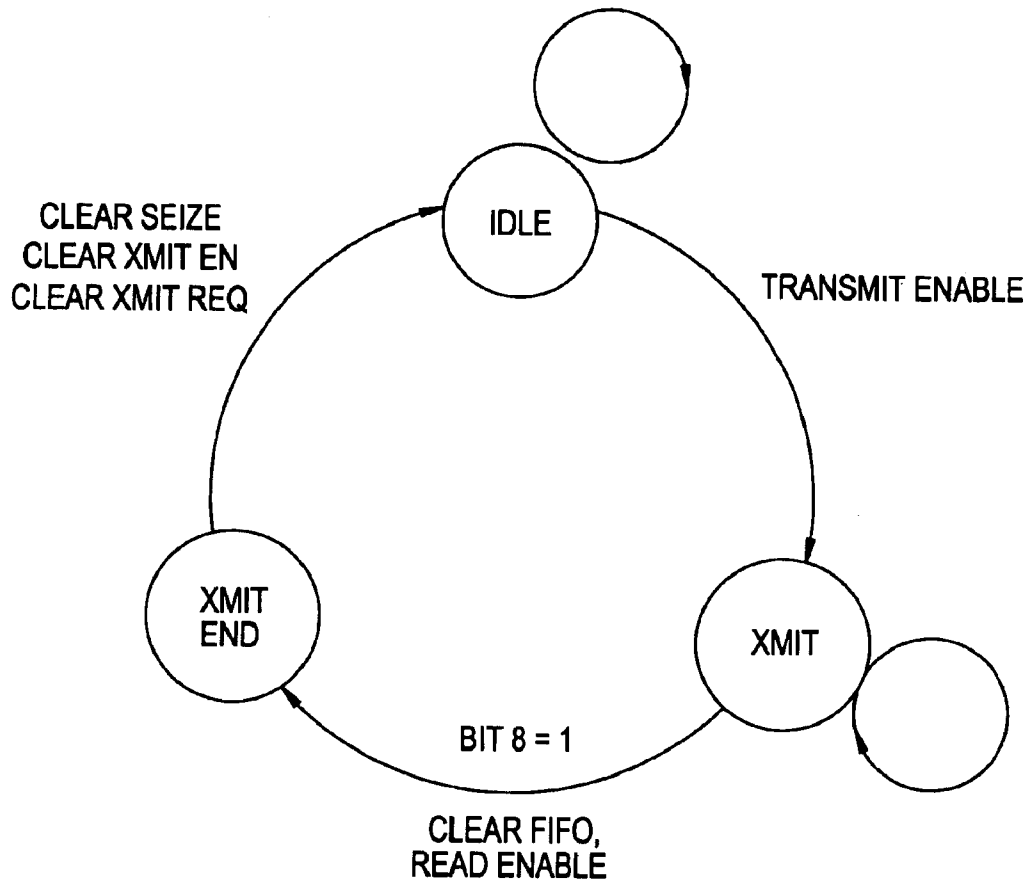 IDLE
CLEAR SEIZE
CLEAR XMIT EN
CLEAR XMIT REQ
TRANSMIT ENABLE
XMIT
END
XMIT
BIT 8 = 1
CLEAR FIFO,
READ ENABLE